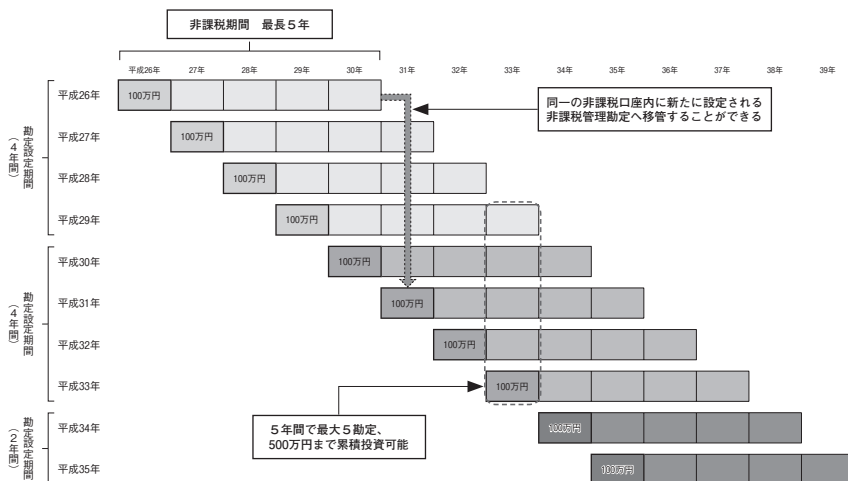 非課税期間 最長5年
平成26年 27年 28年 29年 30年 31年 32年 33年 34年 35年 36年 37年 38年 39年
平成26年 100万円
同一の非課税口座内に新たに設定される
非課税管理勘定へ移管することができる
勘定設定期間
（4年間）
平成27年 100万円
平成28年 100万円
平成29年 100万円
勘定設定期間
（4年間）
平成30年 100万円
平成31年 100万円
平成32年 100万円
平成33年 100万円
5年間で最大5勘定、
500万円まで累積投資可能
勘定設定期間
（2年間）
平成34年 100万円
平成35年 100万円